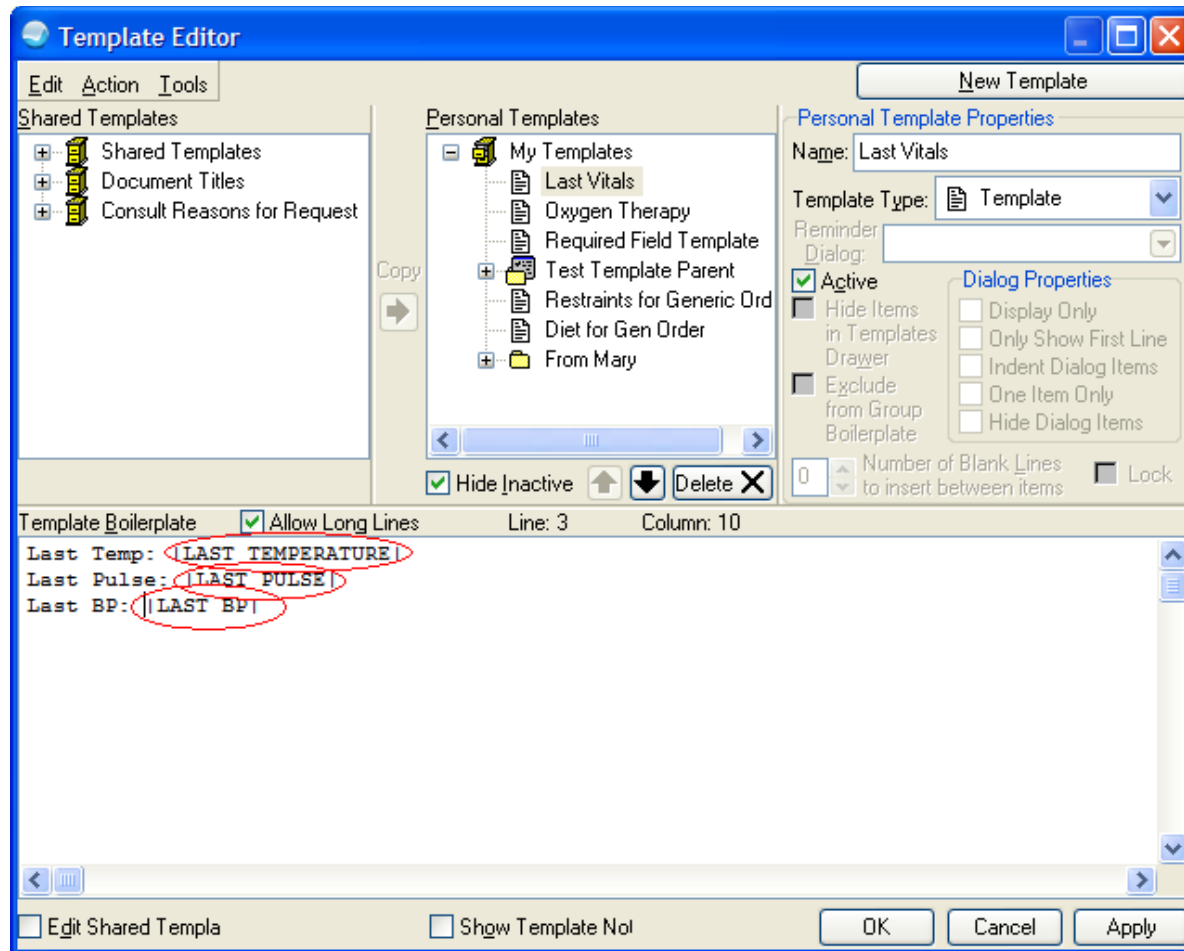 Template Editor
Edit Action Tools
New Template
Shared Templates
Shared Templates
Document Titles
Consult Reasons for Request
Copy
Personal Templates
My Templates
Last Vitals
Oxygen Therapy
Required Field Template
Test Template Parent
Restraints for Generic Ord
Diet for Gen Order
From Mary
Hide Inactive
Delete
Personal Template Properties
Name: Last Vitals
Template Type: Template
Reminder
Dialog:
Active
Hide Items
in Templates
Drawer
Exclude
from Group
Boilerplate
Dialog Properties
Display Only
Only Show First Line
Indent Dialog Items
One Item Only
Hide Dialog Items
0 Number of Blank Lines
to insert between items
Lock
Template Boilerplate Allow Long Lines Line: 3 Column: 10
Last Temp: |LAST TEMPERATURE|
Last Pulse: |LAST PULSE|
Last BP: |LAST BP|
Edit Shared Templa Show Template Not OK Cancel Apply